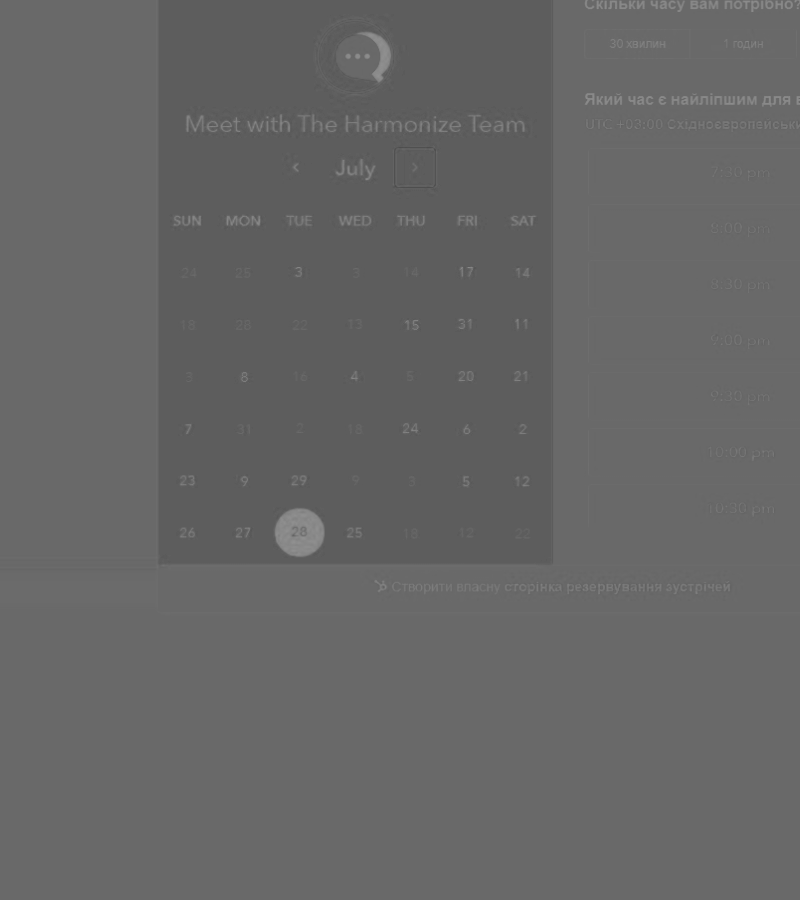 Meet with The Harmonize Team
July
SUN MON TUE WED THU FRI SAT
24 3 14 17 14
18 22 13 15 31 11
3 8 16 4 5 20 21
7 31 2 18 24 6 2
23 9 29 9 3 5 12
26 27 28 25 18 12 22
Створити власну сторінка резервування зустрічей
Скільки часу вам потрібно?
30 хвилин 1 годин
Який час є найліпшим для
UTC +03:00
7:30 pm
8:00 pm
8:30 pm
9:00 pm
9:30 pm
10:00 pm
10:30 pm